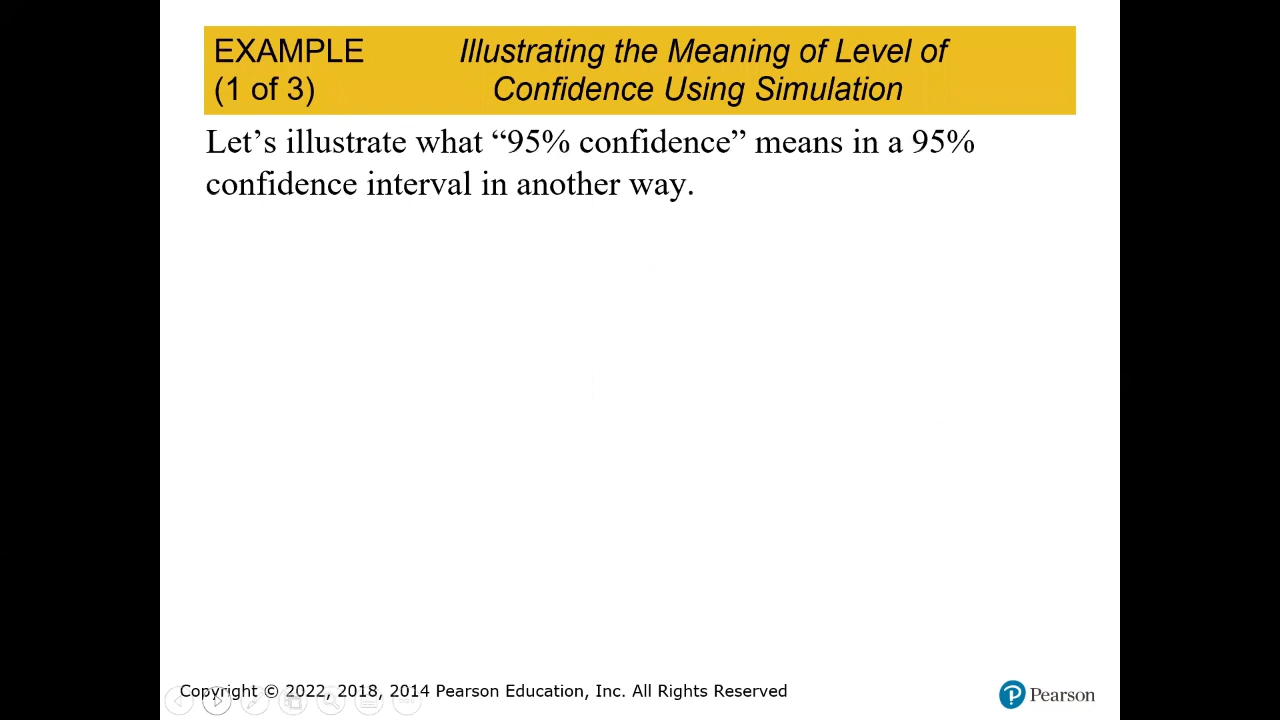 EXAMPLE Illustrating the Meaning of Level of
(1 of 3) Confidence Using Simulation
Let’s illustrate what “95% confidence” means in a 95%
confidence interval in another way.
Copyright © 2022, 2018, 2014 Pearson Education, Inc. All Rights Reserved
Pearson